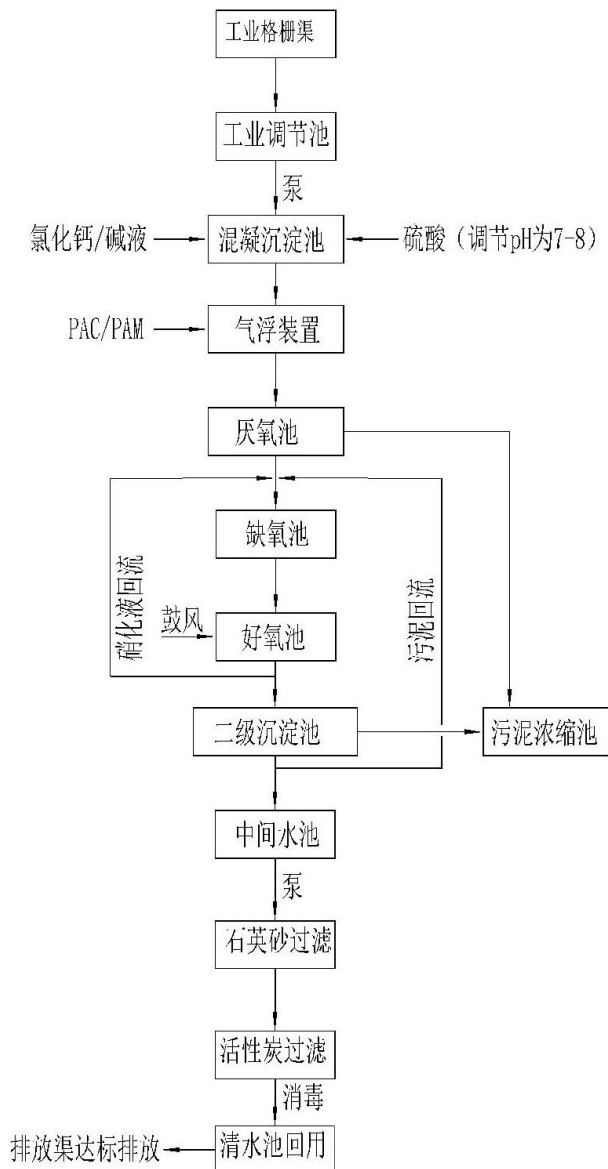 工业格栅渠
工业调节池
泵
氯化钙/碱液
混凝沉淀池
硫酸（调节pH为7-8）
PAC/PAM
气浮装置
厌氧池
缺氧池
硝化液回流
鼓风
好氧池
污泥回流
二级沉淀池
污泥浓缩池
中间水池
泵
石英砂过滤
活性炭过滤
消毒
排放渠达标排放
清水池回用